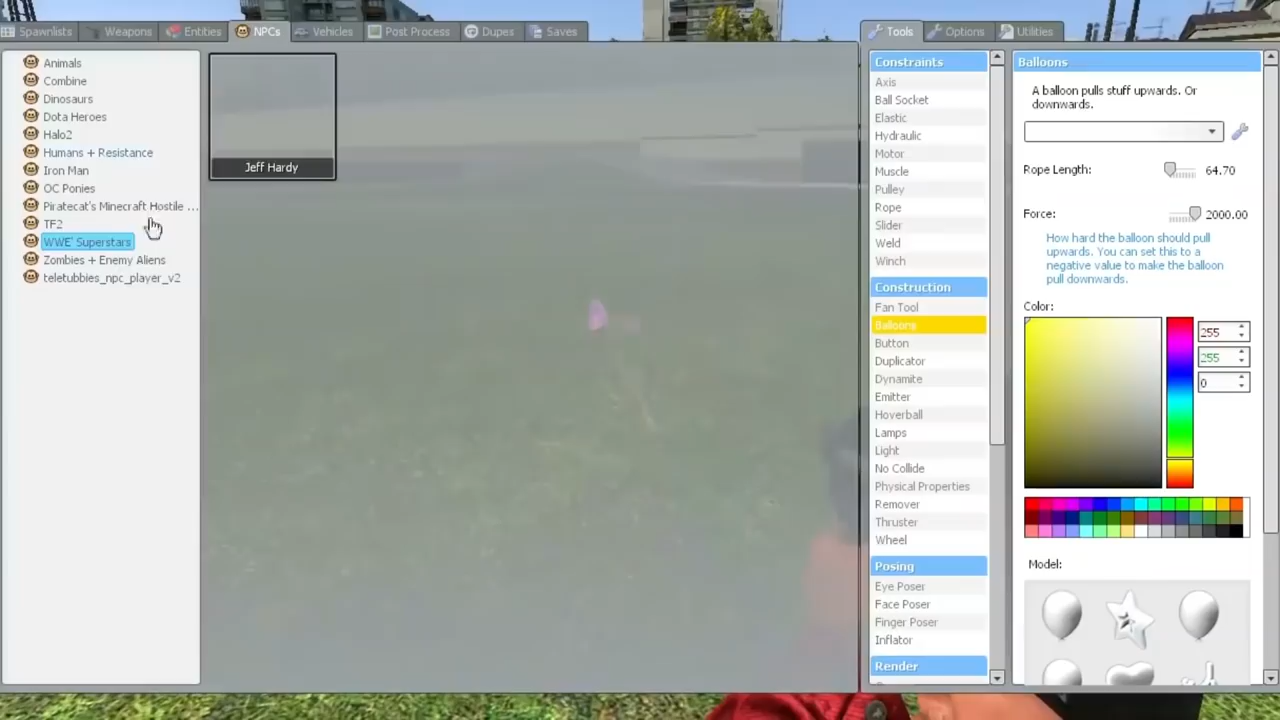 Spawnlists
Weapons
Entities
NPCs
Vehicles
Post Process
Dupes
Saves
Tools
Options
Utilities
Animals
Combine
Dinosaurs
Dota Heroes
Halo2
Humans + Resistance
Iron Man
OC Ponies
Piratecat's Minecraft Hostile ...
TF2
WWE' Superstars
Zombies + Enemy Aliens
teletubbies_npc_player_v2
Jeff Hardy
Constraints
Axis
Ball Socket
Elastic
Hydraulic
Motor
Muscle
Pulley
Rope
Slider
Weld
Winch
Construction
Fan Tool
Balloons
Button
Duplicator
Dynamite
Emitter
Hoverball
Lamps
Light
No Collide
Physical Properties
Remover
Thruster
Wheel
Posing
Eye Poser
Face Poser
Finger Poser
Inflator
Render
Balloons
A balloon pulls stuff upwards. Or
downwards.
Rope Length: 64.70
Force: 2000.00
How hard the balloon should pull
upwards. You can set this to a
negative value to make the balloon
pull downwards.
Color:
255
255
0
Model: